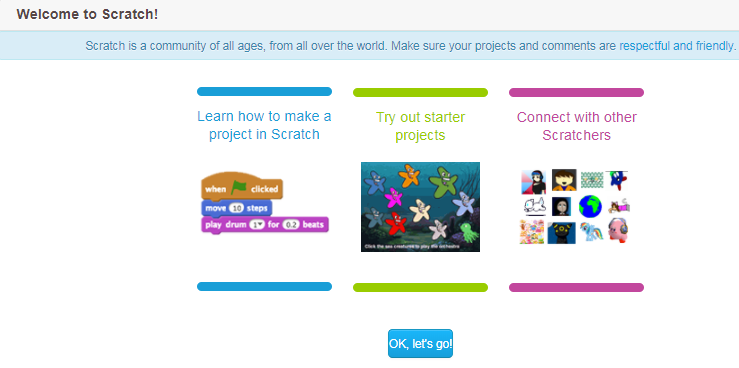 Welcome to Scratch!
Scratch is a community of all ages, from all over the world. Make sure your projects and comments are respectful and friendly.
Learn how to make a
project in Scratch
Try out starter
projects
Connect with other
Scratchers
when clicked
move 10 steps
play drum 1 for 0.2 beats
Click the sea creatures to play the orchestra
OK, let's go!